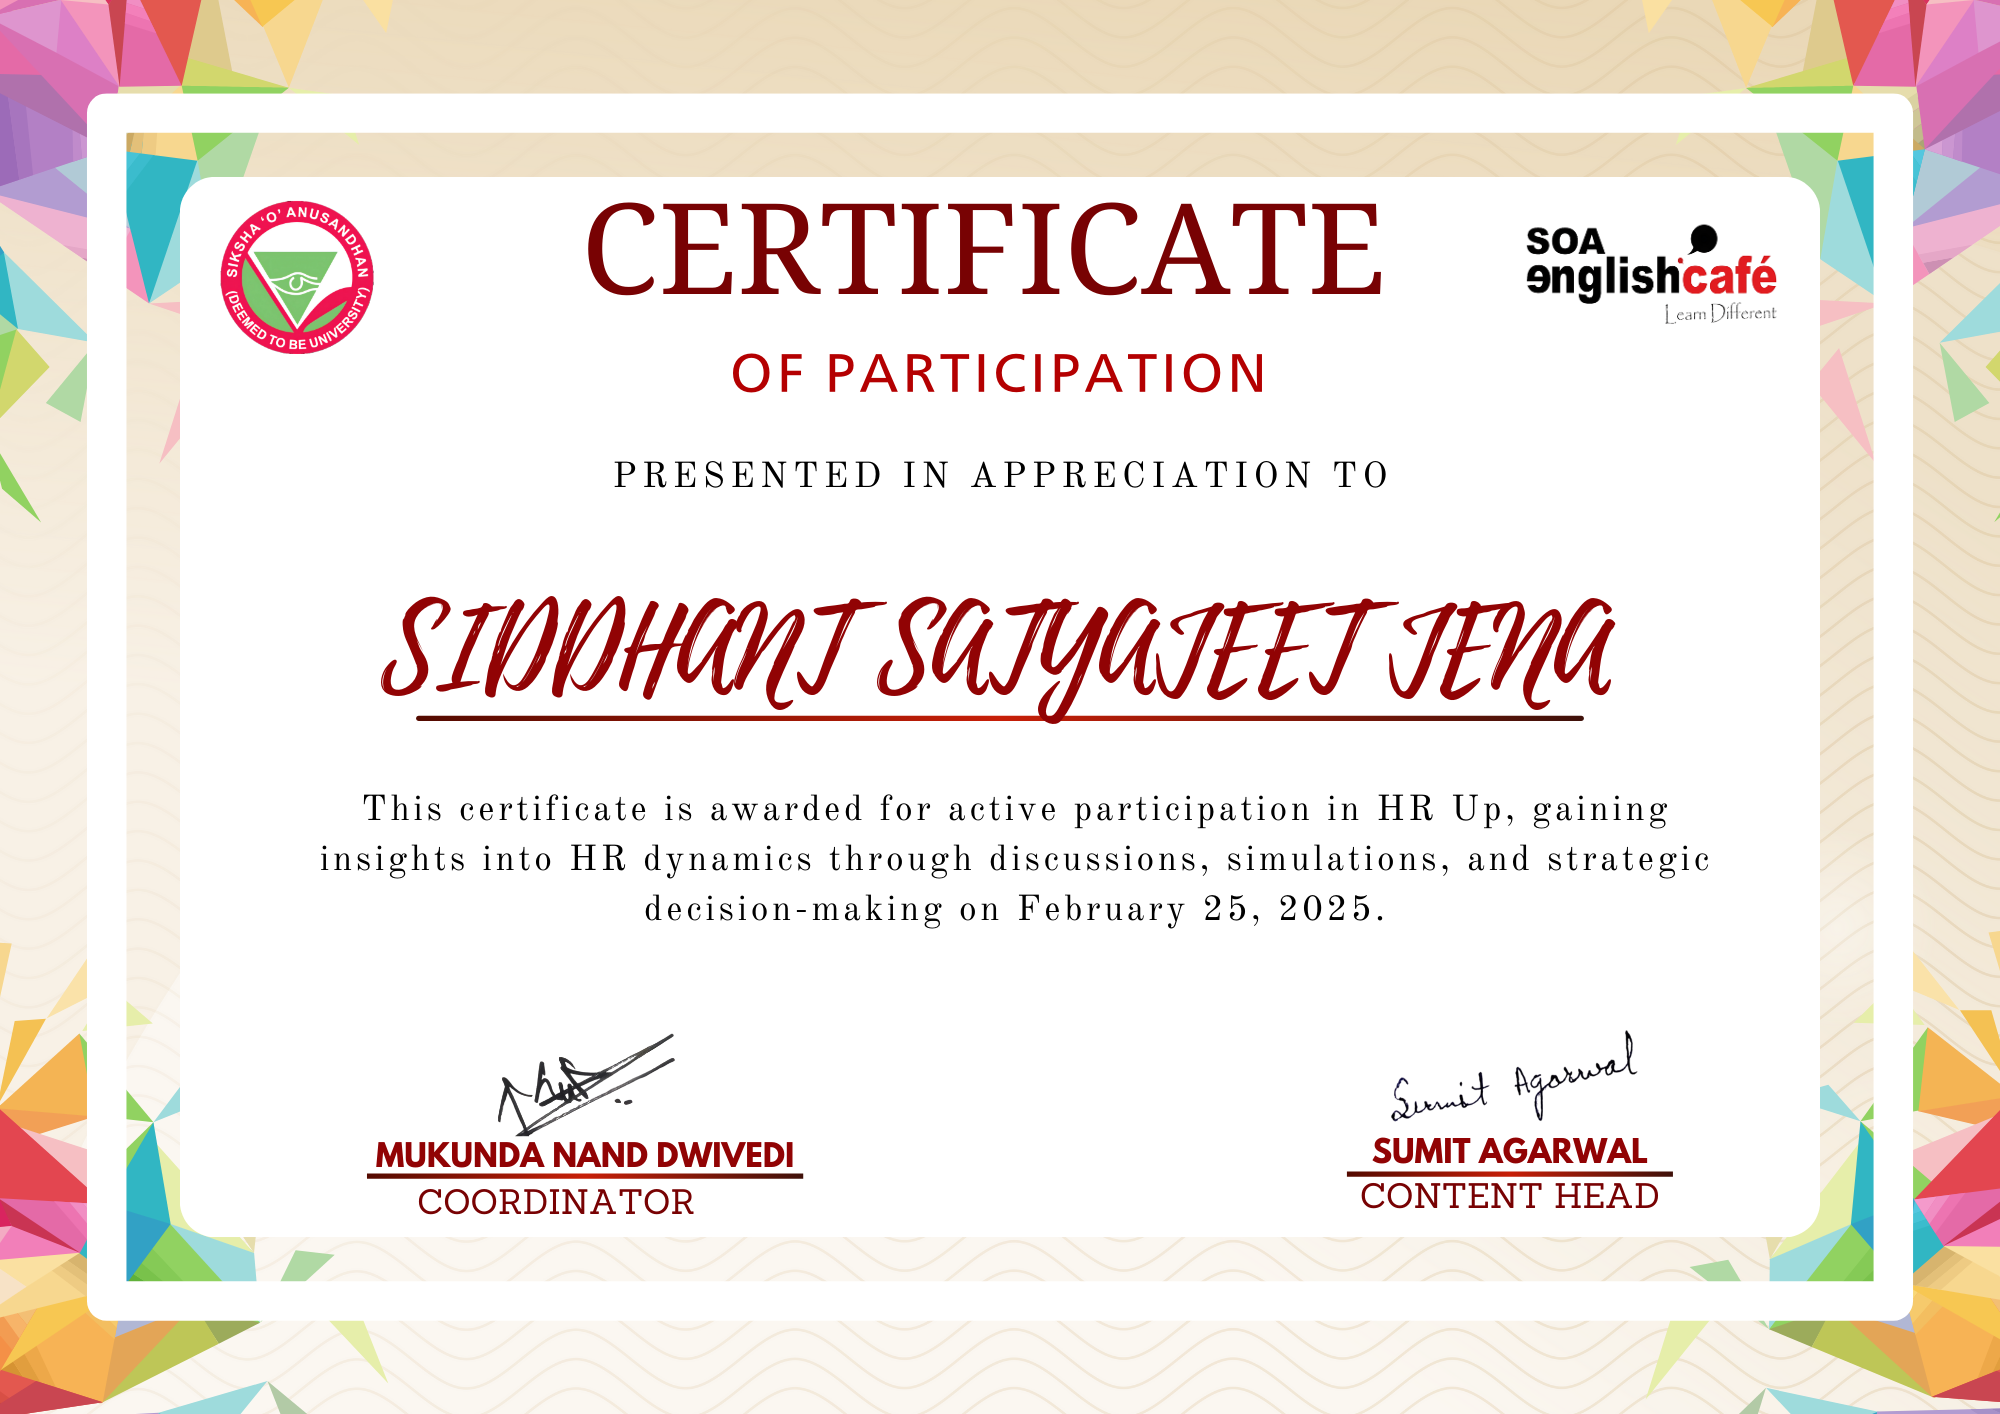 SIKSHA 'O' ANUSANDHAN
(DEEMED TO BE UNIVERSITY)
CERTIFICATE
SOA
englishcafé
Learn Different
OF PARTICIPATION
PRESENTED IN APPRECIATION TO
SIDDHANT SATYAJEET JENA
This certificate is awarded for active participation in HR Up, gaining
insights into HR dynamics through discussions, simulations, and strategic
decision-making on February 25, 2025.
Sumit Agarwal
MUKUNDA NAND DWIVEDI
COORDINATOR
SUMIT AGARWAL
CONTENT HEAD